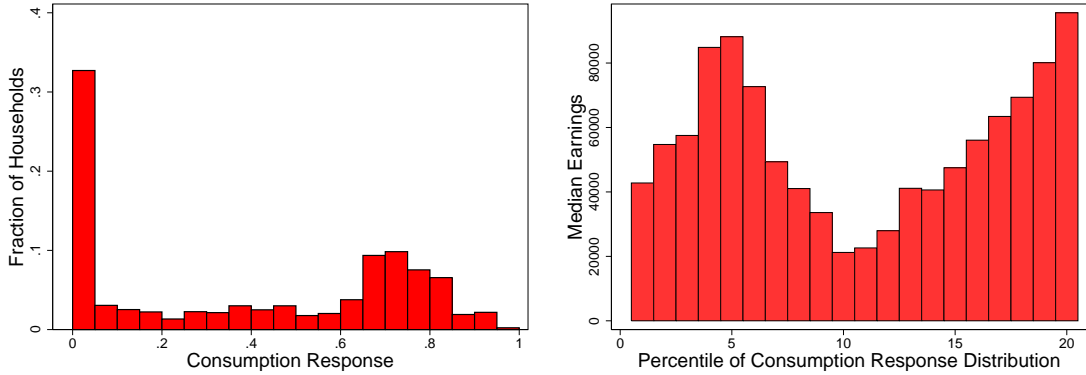 .4
.3
.2
.1
0
Fraction of Households
0 .2 .4 .6 .8 1
Consumption Response
80000
60000
40000
20000
0
Median Earnings
0 5 10 15 20
Percentile of Consumption Response Distribution